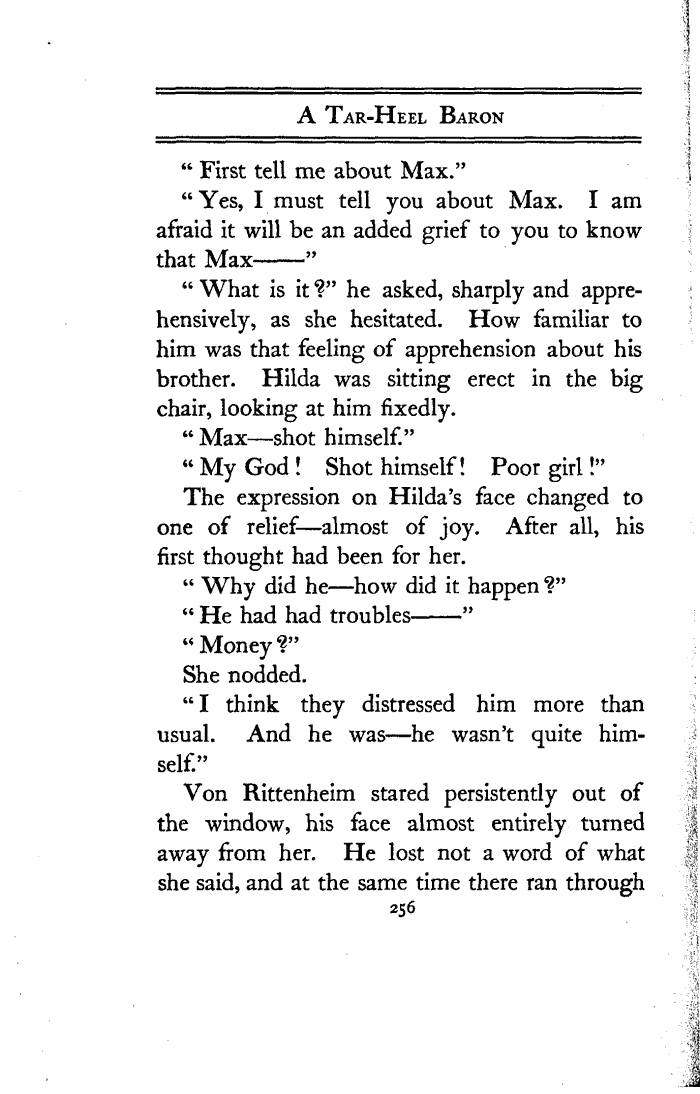 A Tar-Heel Baron
“ First tell me about Max.”
“ Yes, I must tell you about Max. I am
afraid it will be an added grief to you to know
that Max——”
“ What is it?” he asked, sharply and appre-
hensively, as she hesitated. How familiar to
him was that feeling of apprehension about his
brother. Hilda was sitting erect in the big
chair, looking at him fixedly.
“ Max—shot himself.”
“ My God! Shot himself! Poor girl!”
The expression on Hilda’s face changed to
one of relief—almost of joy. After all, his
first thought had been for her.
“ Why did he—how did it happen?”
“ He had had troubles——”
“ Money?”
She nodded.
“ I think they distressed him more than
usual. And he was—he wasn’t quite him-
self.”
Von Rittenheim stared persistently out of
the window, his face almost entirely turned
away from her. He lost not a word of what
she said, and at the same time there ran through
256